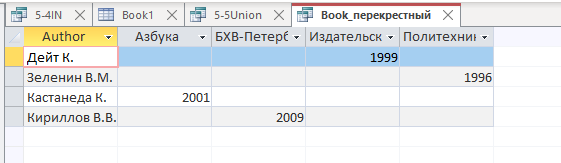 5-4IN Book1 5-5Union Book_перекрестный
Author Азбука БХВ-Петерб Издательск Политехник
Дейт К. 1999
Зеленин В.М. 1996
Кастанеда К. 2001
Кириллов В.В. 2009